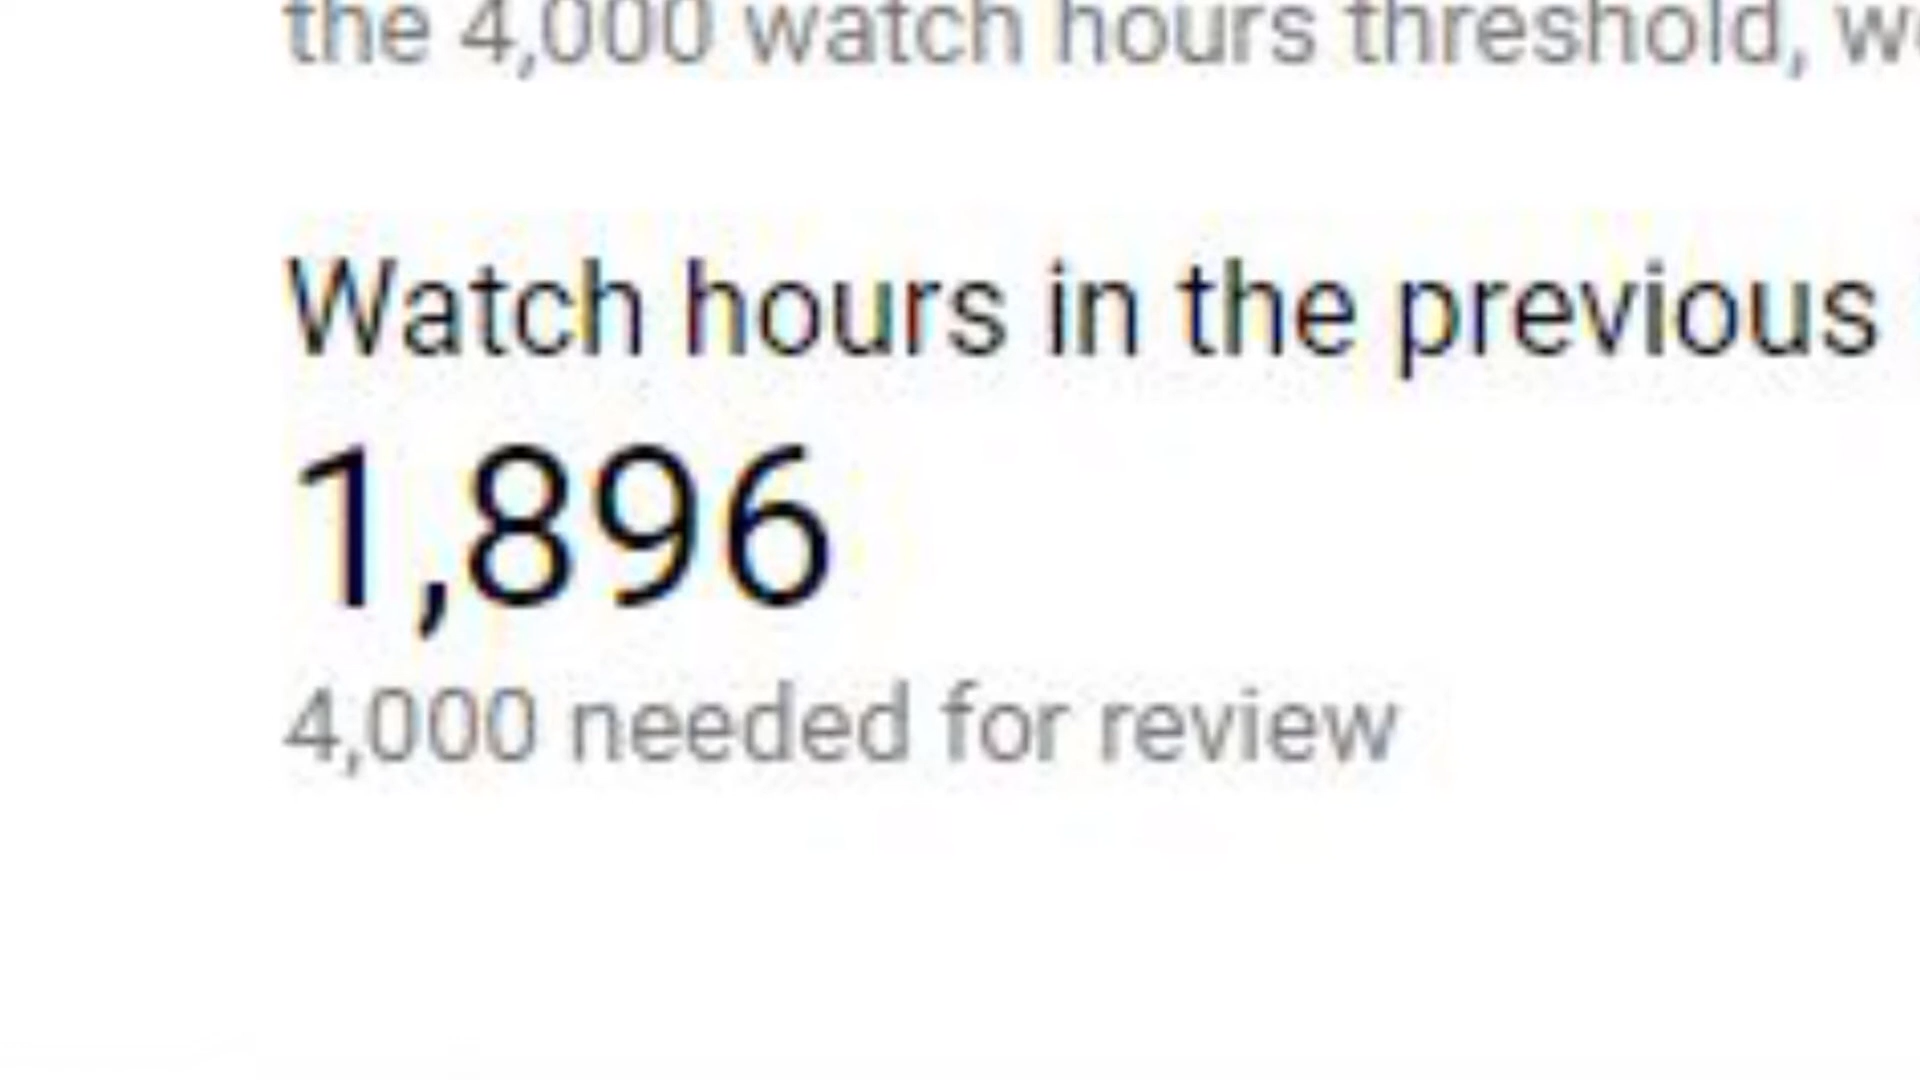 the 4,000 watch hours threshold,
Watch hours in the previous
1,896
4,000 needed for review